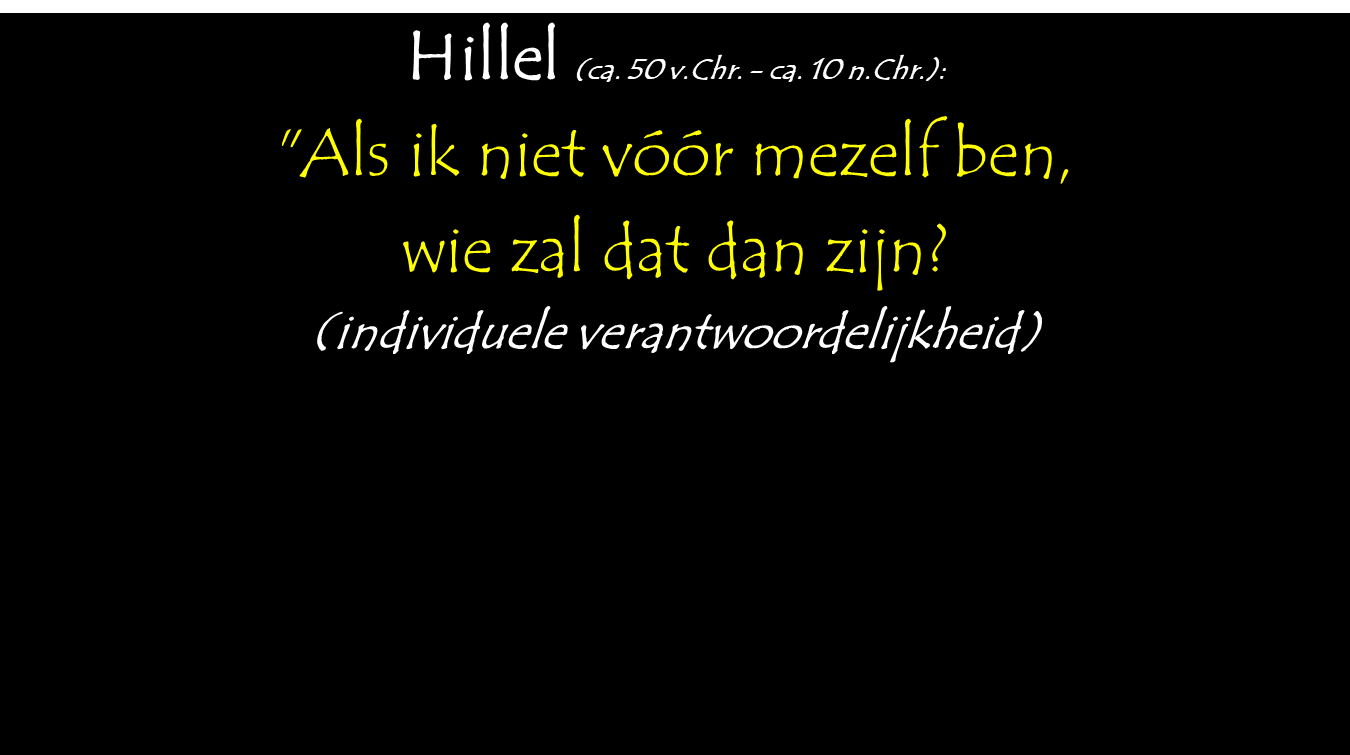 Hillel (ca. 50 v.Chr. – ca. 10 n.Chr.):
"Als ik niet vóór mezelf ben,
wie zal dat dan zijn?
(individuele verantwoordelijkheid)